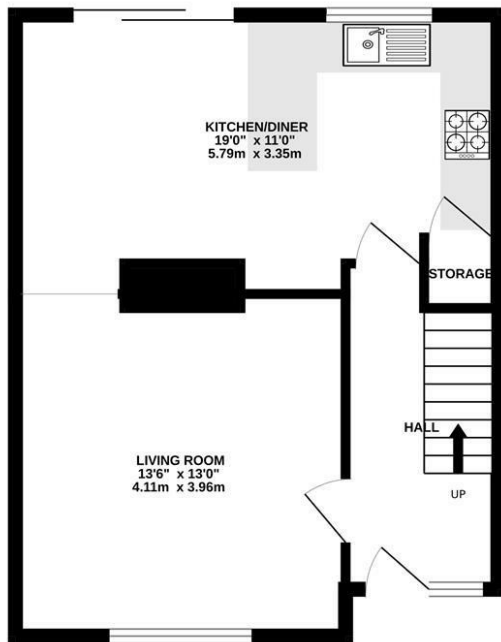 KITCHEN/DINER
19'0" x 11'0"
5.79m x 3.35m
STORAGE
HALL
LIVING ROOM
13'6" x 13'0"
4.11m x 3.96m
UP